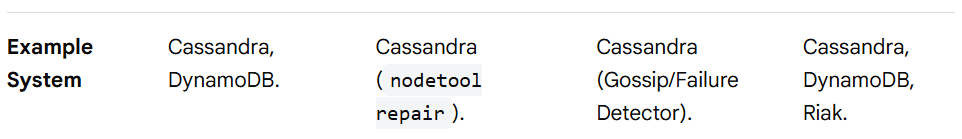 Example System
Cassandra, DynamoDB.
Cassandra (nodetool repair).
Cassandra (Gossip/Failure Detector).
Cassandra, DynamoDB, Riak.